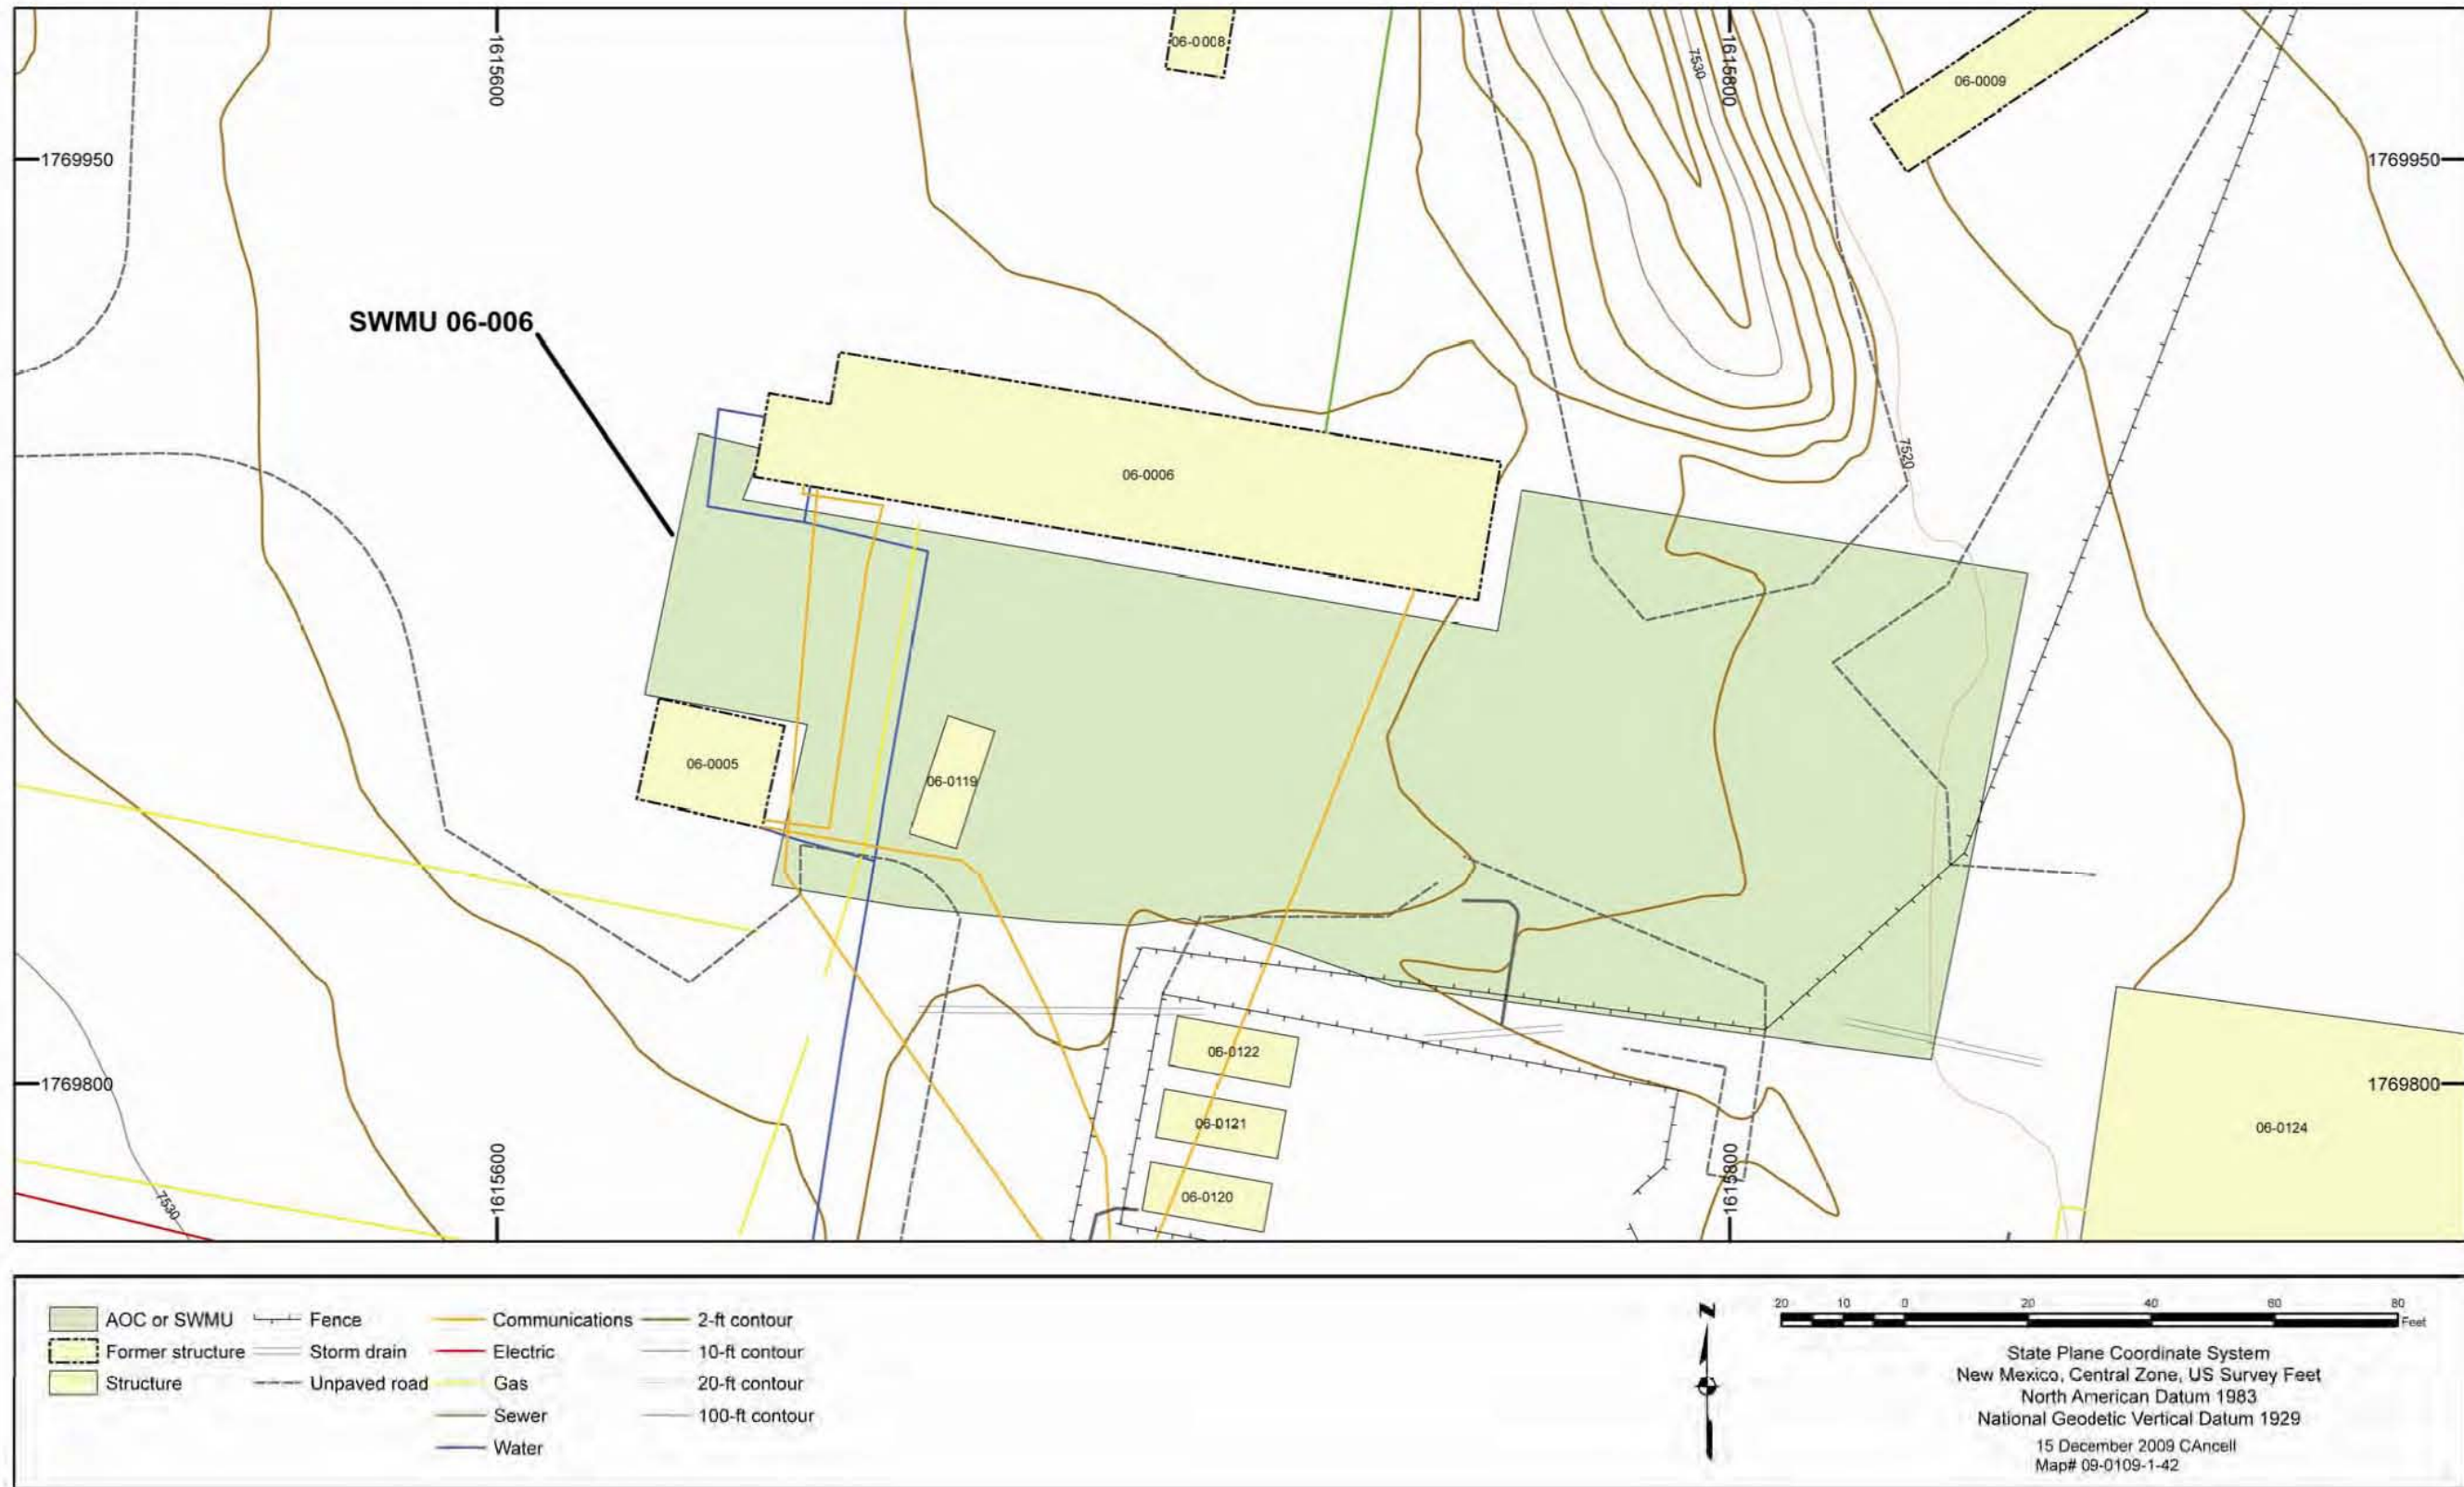 1615600
06-0008
7530
1615800
06-0009
1769950
1769950
SWMU 06-006
06-0006
7520
06-0005
06-0119
06-0122
1769800
1769800
06-0121
06-0124
1615600
1615800
06-0120
7530
AOC or SWMU
Fence
Communications
2-ft contour
Former structure
Storm drain
Electric
10-ft contour
Structure
Unpaved road
Gas
20-ft contour
Sewer
100-ft contour
Water
N
20 10 0 20 40 60 80
Feet
State Plane Coordinate System
New Mexico, Central Zone, US Survey Feet
North American Datum 1983
National Geodetic Vertical Datum 1929
15 December 2009 CAncell
Map# 09-0109-1-42